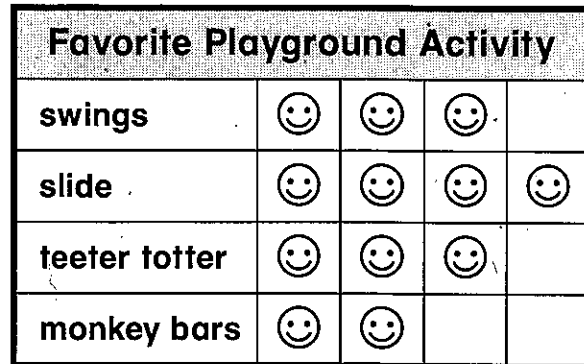 Favorite Playground Activity
swings
slide
teeter totter
monkey bars